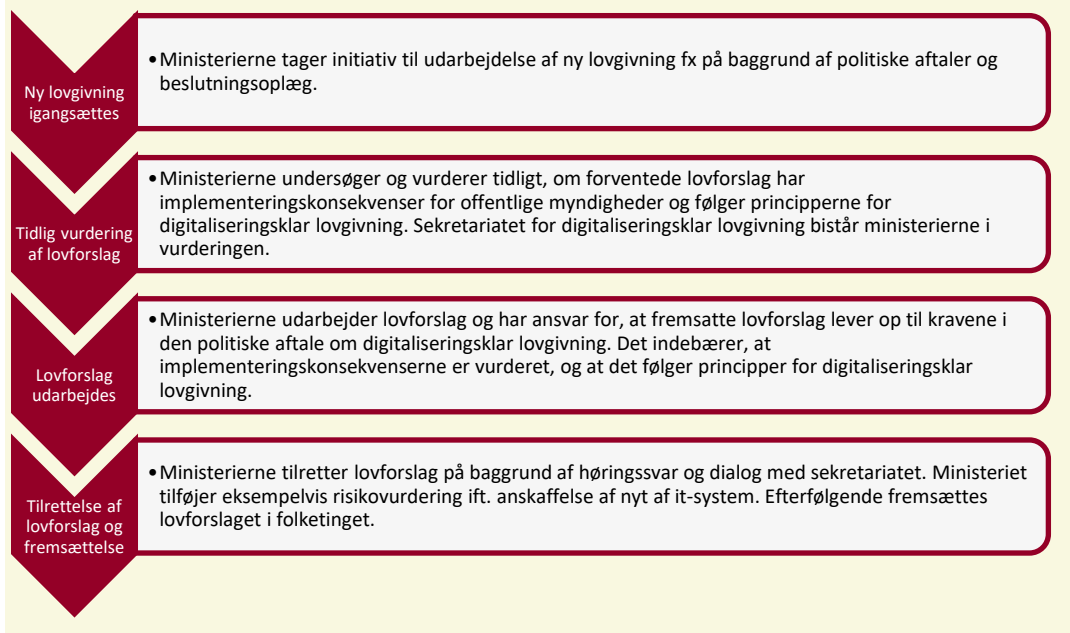 Ny lovgivning
igangsættes
•Ministerierne tager initiativ til udarbejdelse af ny lovgivning fx på baggrund af politiske aftaler og
beslutningsoplæg.
Tidlig vurdering
af lovforslag
•Ministerierne undersøger og vurderer tidligt, om forventede lovforslag har
implementeringskonsekvenser for offentlige myndigheder og følger principperne for
digitaliseringsklar lovgivning. Sekretariatet for digitaliseringsklar lovgivning bistår ministerierne i
vurderingen.
Lovforslag
udarbejdes
•Ministerierne udarbejder lovforslag og har ansvar for, at fremsatte lovforslag lever op til kravene i
den politiske aftale om digitaliseringsklar lovgivning. Det indebærer, at
implementeringskonsekvenserne er vurderet, og at det følger principper for digitaliseringsklar
lovgivning.
Tilrettelse af
lovforslag og
fremsættelse
•Ministerierne tilretter lovforslag på baggrund af høringssvar og dialog med sekretariatet. Ministeriet
tilføjer eksempelvis risikovurdering ift. anskaffelse af nyt af it-system. Efterfølgende fremsættes
lovforslaget i folketinget.